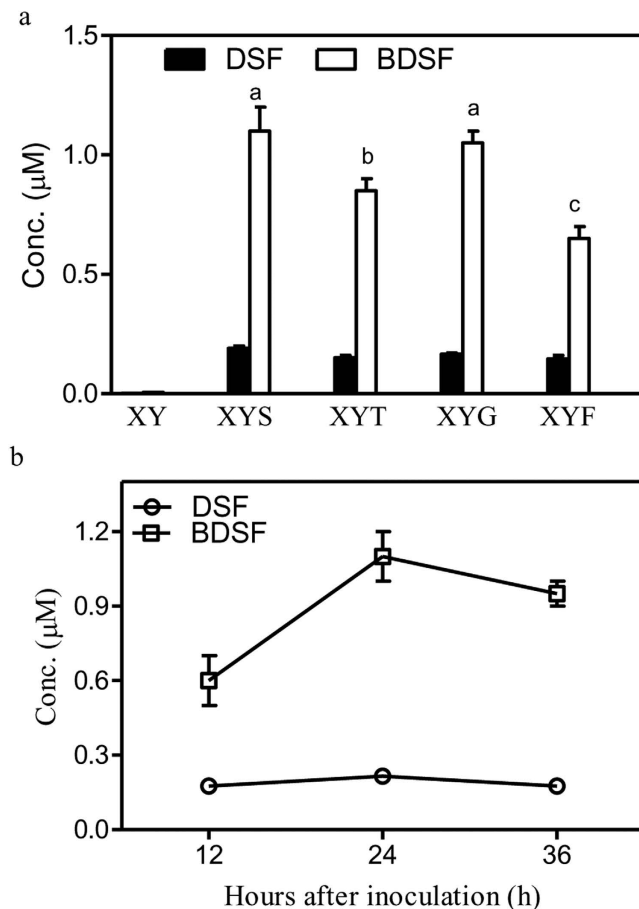 a
1.5
DSF BDSF
a
b
a
c
1.0
0.5
0.0
Conc. (μM)
XY XYS XYT XYG XYF
b
DSF
BDSF
1.2
0.9
0.6
0.3
0.0
Conc. (μM)
12 24 36
Hours after inoculation (h)